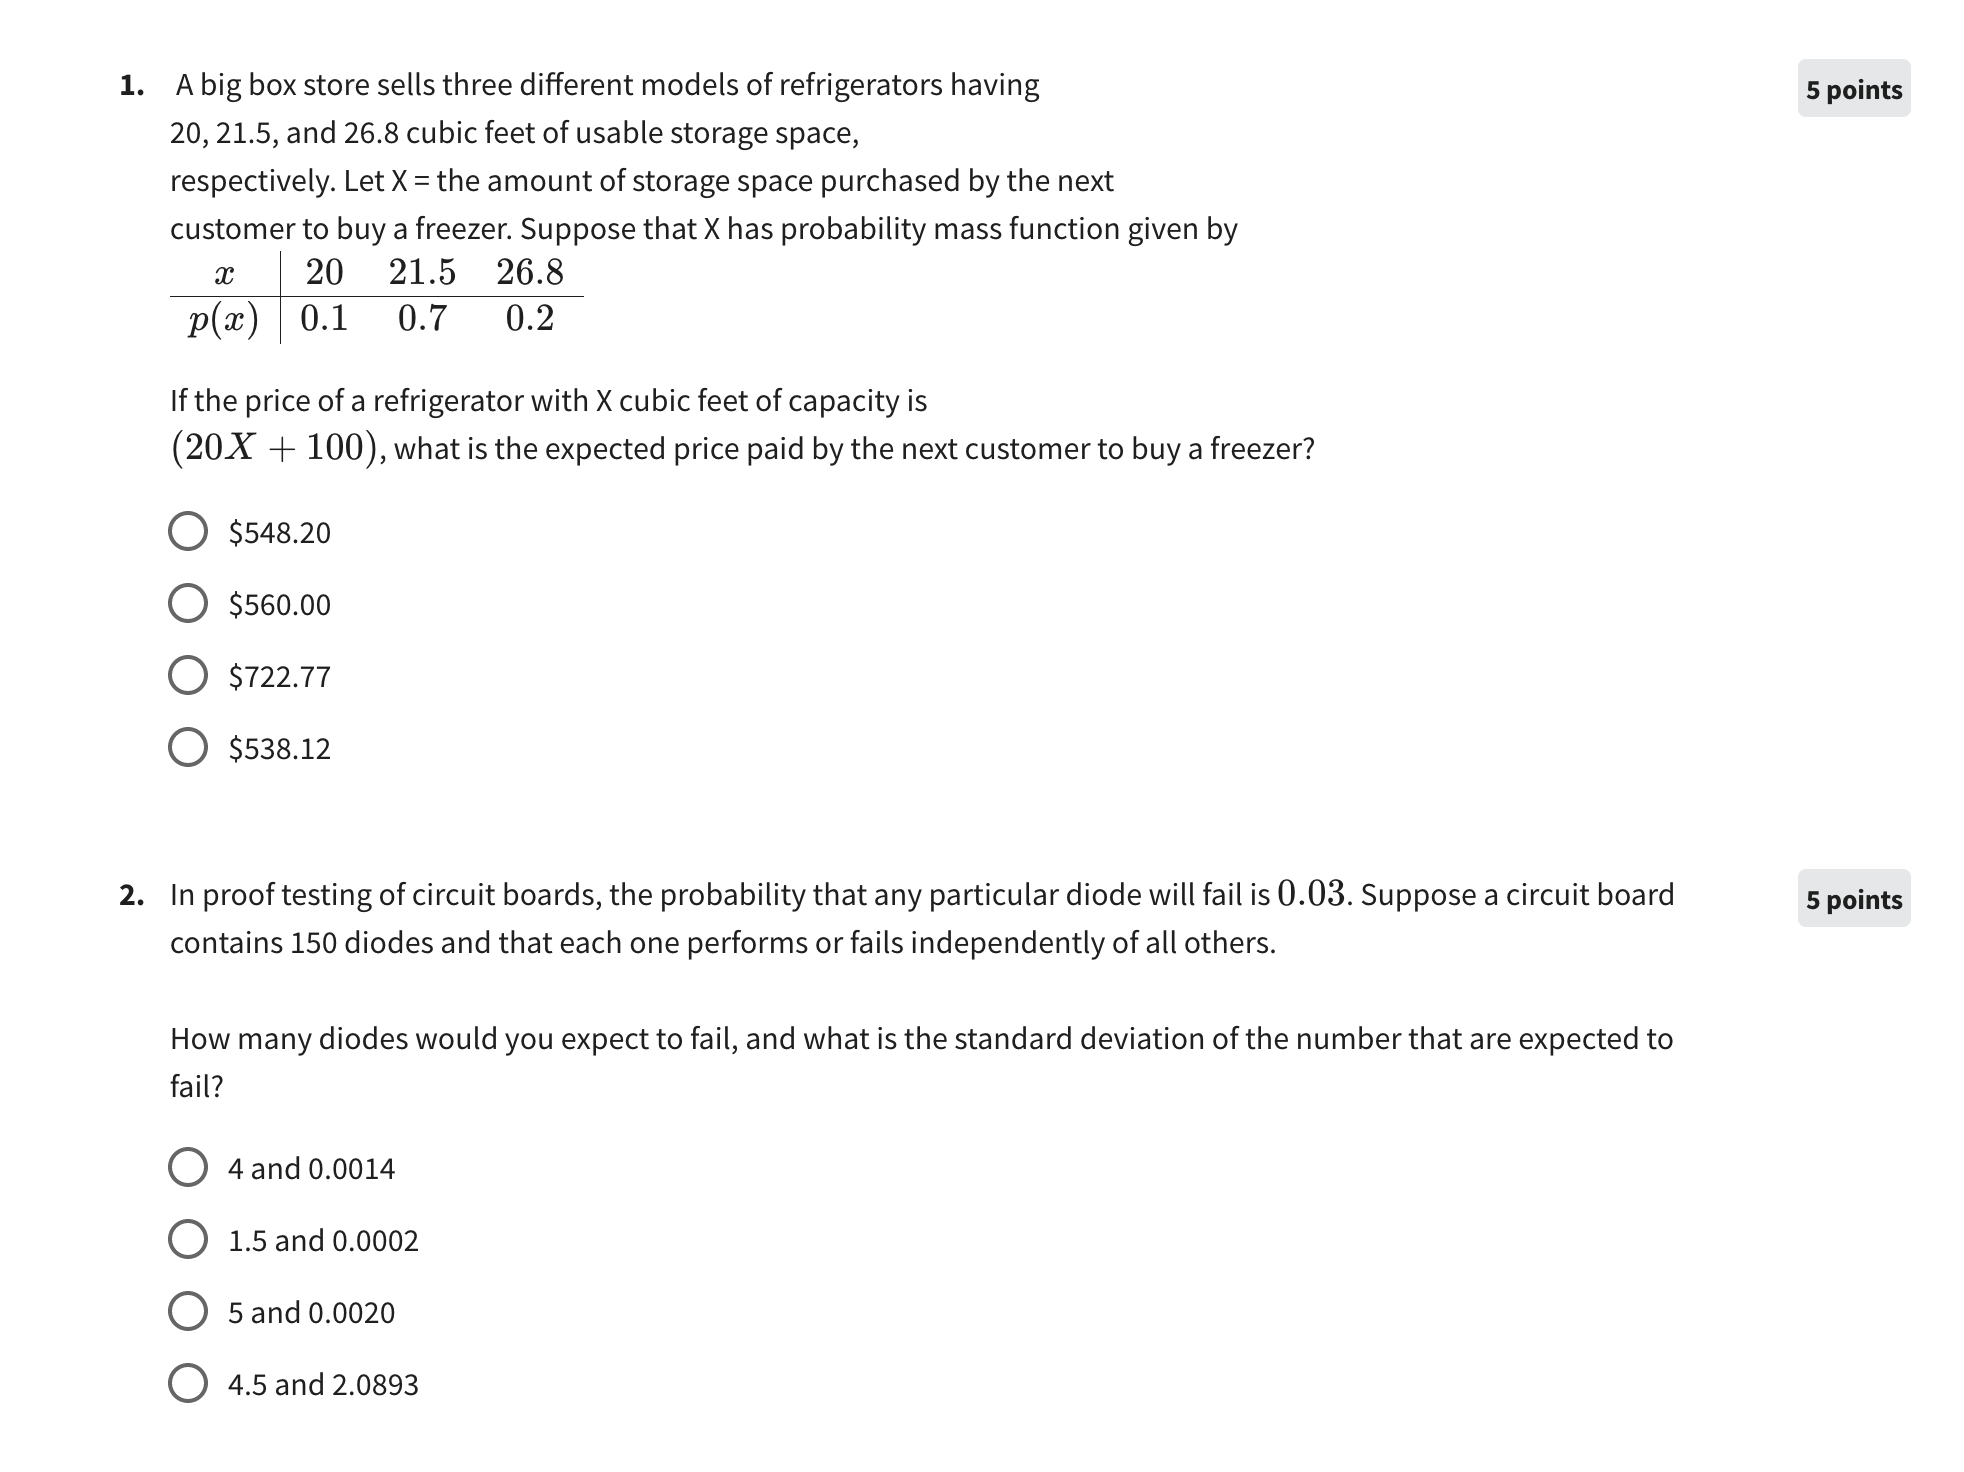 1. A big box store sells three different models of refrigerators having
5 points
20, 21.5, and 26.8 cubic feet of usable storage space,
respectively. Let X = the amount of storage space purchased by the next
customer to buy a freezer. Suppose that X has probability mass function given by
x 20 21.5 26.8
p(x) 0.1 0.7 0.2
If the price of a refrigerator with X cubic feet of capacity is
(20X + 100), what is the expected price paid by the next customer to buy a freezer?
$548.20
$560.00
$722.77
$538.12
2. In proof testing of circuit boards, the probability that any particular diode will fail is 0.03. Suppose a circuit board
5 points
contains 150 diodes and that each one performs or fails independently of all others.
How many diodes would you expect to fail, and what is the standard deviation of the number that are expected to
fail?
4 and 0.0014
1.5 and 0.0002
5 and 0.0020
4.5 and 2.0893